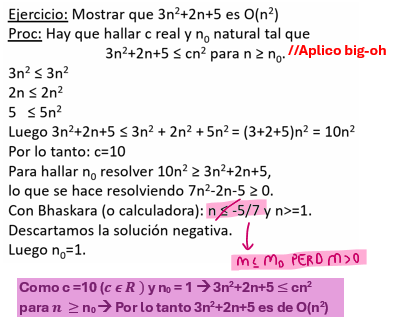 Ejercicio: Mostrar que 3n²+2n+5 es O(n²)
Proc: Hay que hallar c real y n₀ natural tal que
3n²+2n+5 ≤ cn² para n ≥ n₀. //Aplico big-oh
3n² ≤ 3n²
2n ≤ 2n²
5 ≤ 5n²
Luego 3n²+2n+5 ≤ 3n² + 2n² + 5n² = (3+2+5)n² = 10n²
Por lo tanto: c=10
Para hallar n₀ resolver 10n² ≥ 3n²+2n+5,
lo que se hace resolviendo 7n²-2n-5 ≥ 0.
Con Bhaskara (o calculadora): n ≤ -5/7 y n>=1.
Descartamos la solución negativa.
Luego n₀=1.
m ≤ m₀ PERO m>0
Como c =10 (c ϵ R ) y n₀ = 1 → 3n²+2n+5 ≤ cn²
para n ≥ n₀ → Por lo tanto 3n²+2n+5 es de O(n²)